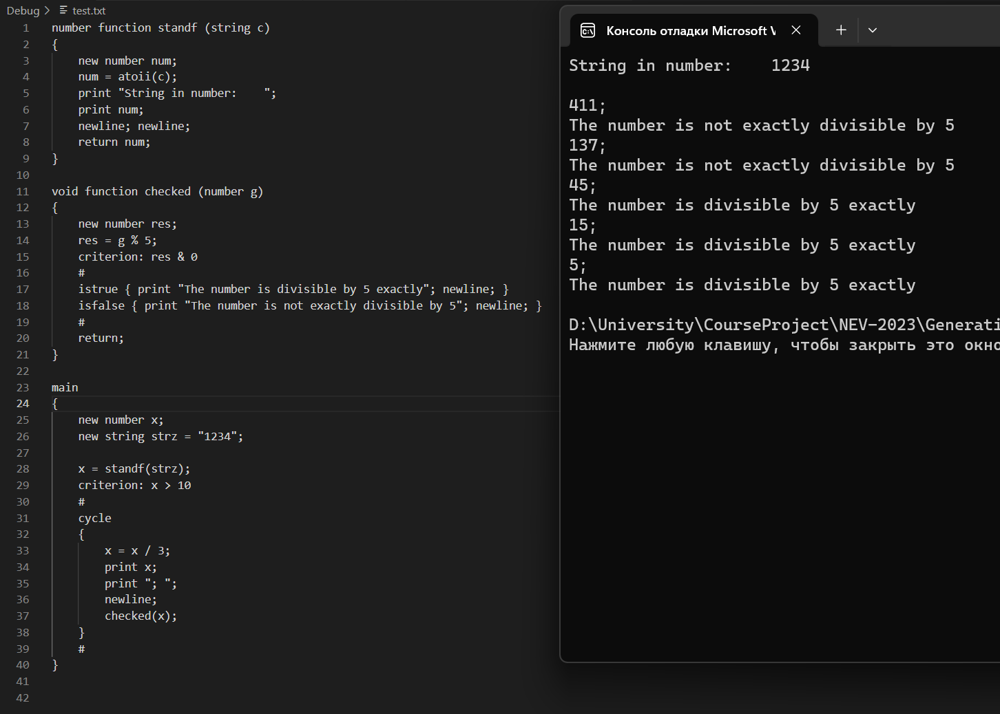 Debug > test.txt
1 number function standf (string c)
2 {
3     new number num;
4     num = atoii(c);
5     print "String in number:    ";
6     print num;
7     newline; newline;
8     return num;
9 }
10
11 void function checked (number g)
12 {
13     new number res;
14     res = g % 5;
15     criterion: res & 0
16     #
17     istrue { print "The number is divisible by 5 exactly"; newline; }
18     isfalse { print "The number is not exactly divisible by 5"; newline; }
19     #
20     return;
21 }
22
23 main
24 {
25     new number x;
26     new string strz = "1234";
27
28     x = standf(strz);
29     criterion: x > 10
30     #
31     cycle
32     {
33         x = x / 3;
34         print x;
35         print "; ";
36         newline;
37         checked(x);
38     }
39     #
40 }
41
42
Консоль отладки Microsoft V
String in number:    1234
411;
The number is not exactly divisible by 5
137;
The number is not exactly divisible by 5
45;
The number is divisible by 5 exactly
15;
The number is divisible by 5 exactly
5;
The number is divisible by 5 exactly
D:\University\CourseProject\NEV-2023\Generati
Нажмите любую клавишу, чтобы закрыть это окно